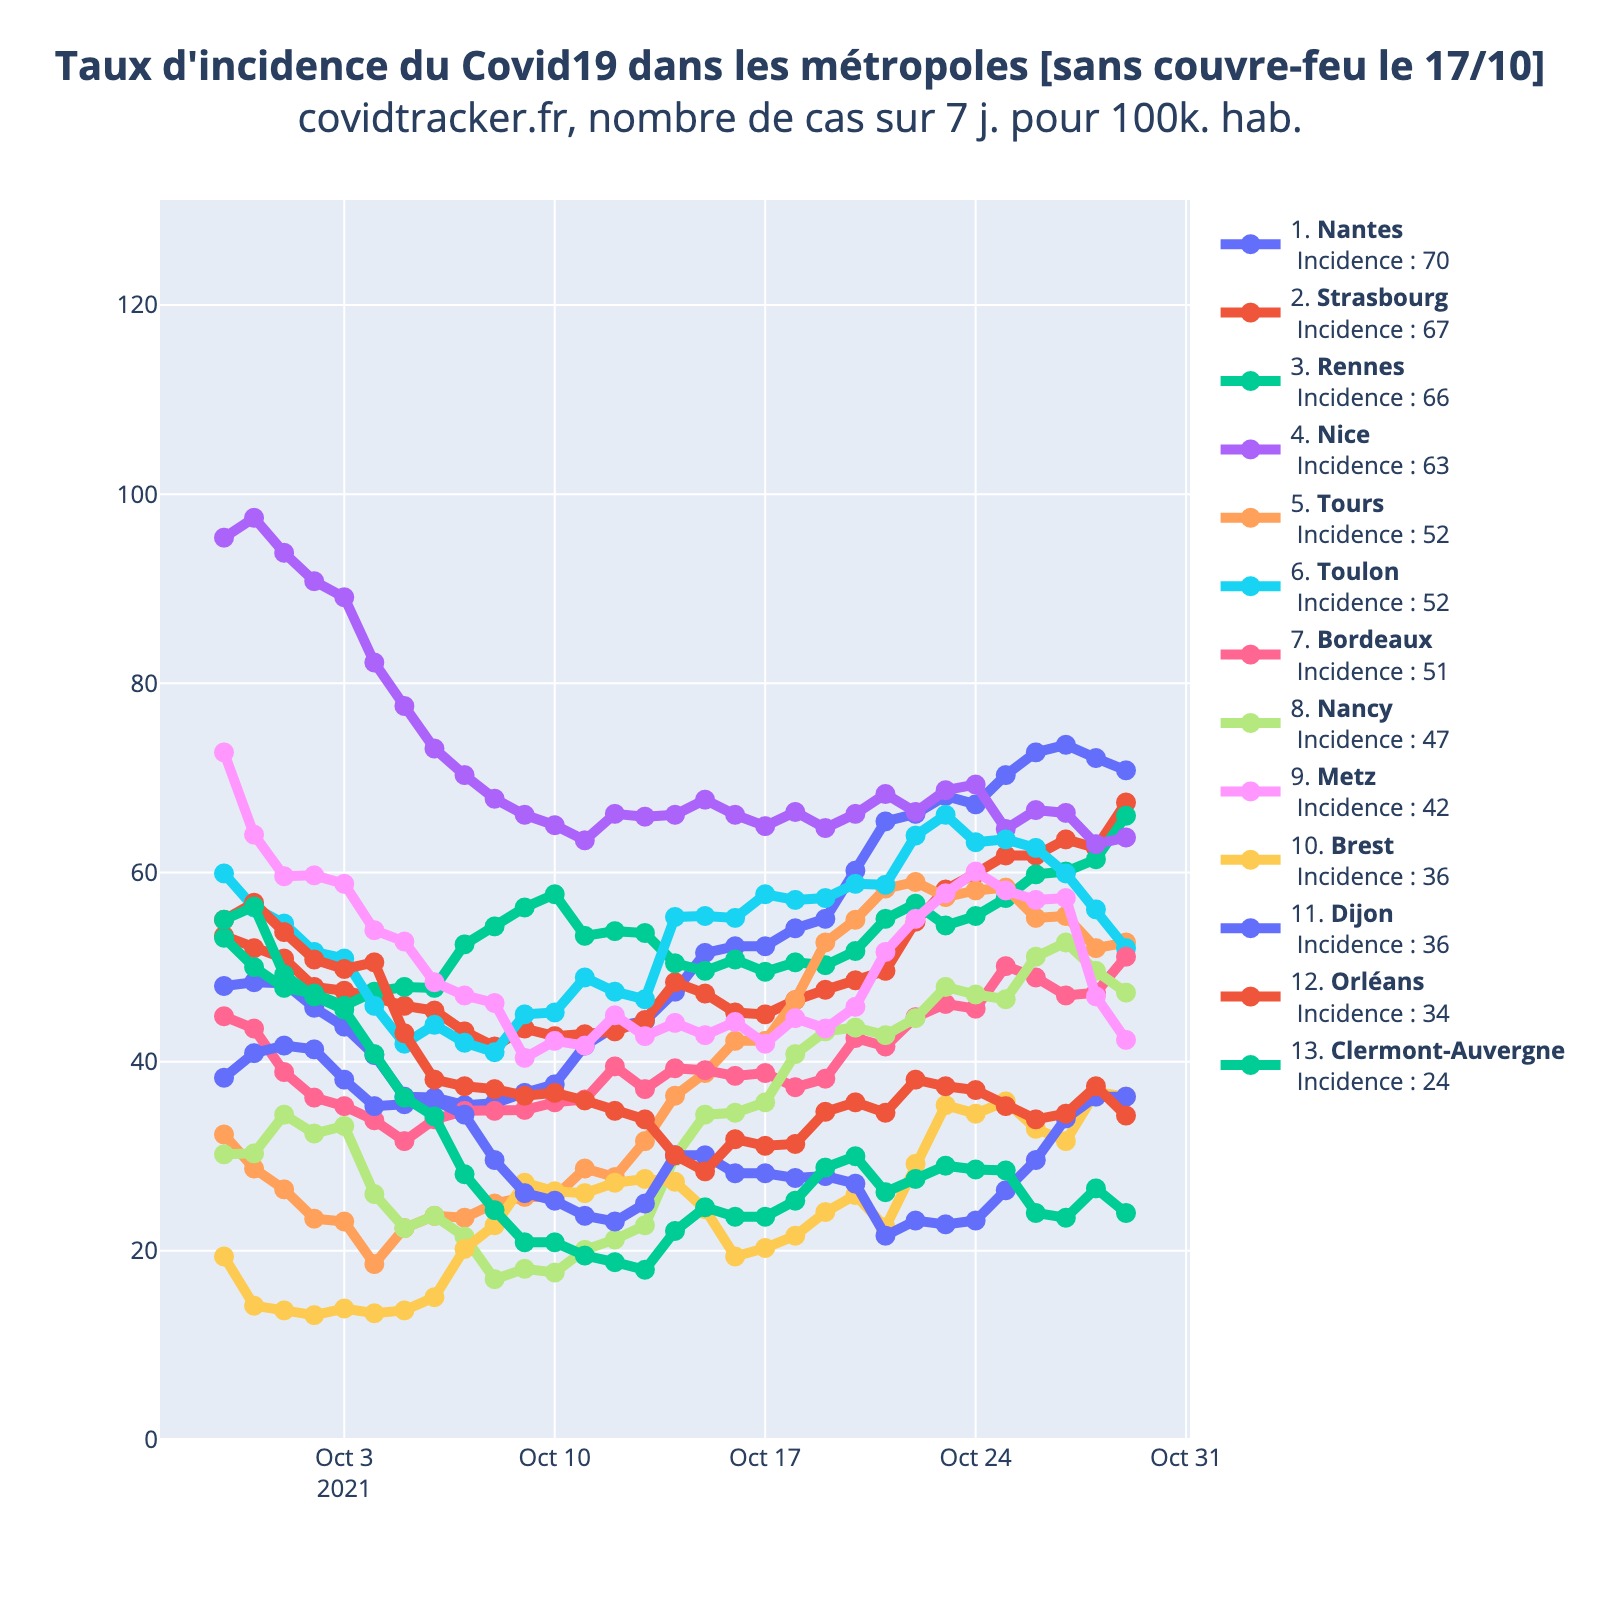 Taux d'incidence du Covid19 dans les métropoles [sans couvre-feu le 17/10]
covidtracker.fr, nombre de cas sur 7 j. pour 100k. hab.
120
100
80
60
40
20
0
Oct 3
2021
Oct 10
Oct 17
Oct 24
Oct 31
1. Nantes
Incidence : 70
2. Strasbourg
Incidence : 67
3. Rennes
Incidence : 66
4. Nice
Incidence : 63
5. Tours
Incidence : 52
6. Toulon
Incidence : 52
7. Bordeaux
Incidence : 51
8. Nancy
Incidence : 47
9. Metz
Incidence : 42
10. Brest
Incidence : 36
11. Dijon
Incidence : 36
12. Orléans
Incidence : 34
13. Clermont-Auvergne
Incidence : 24